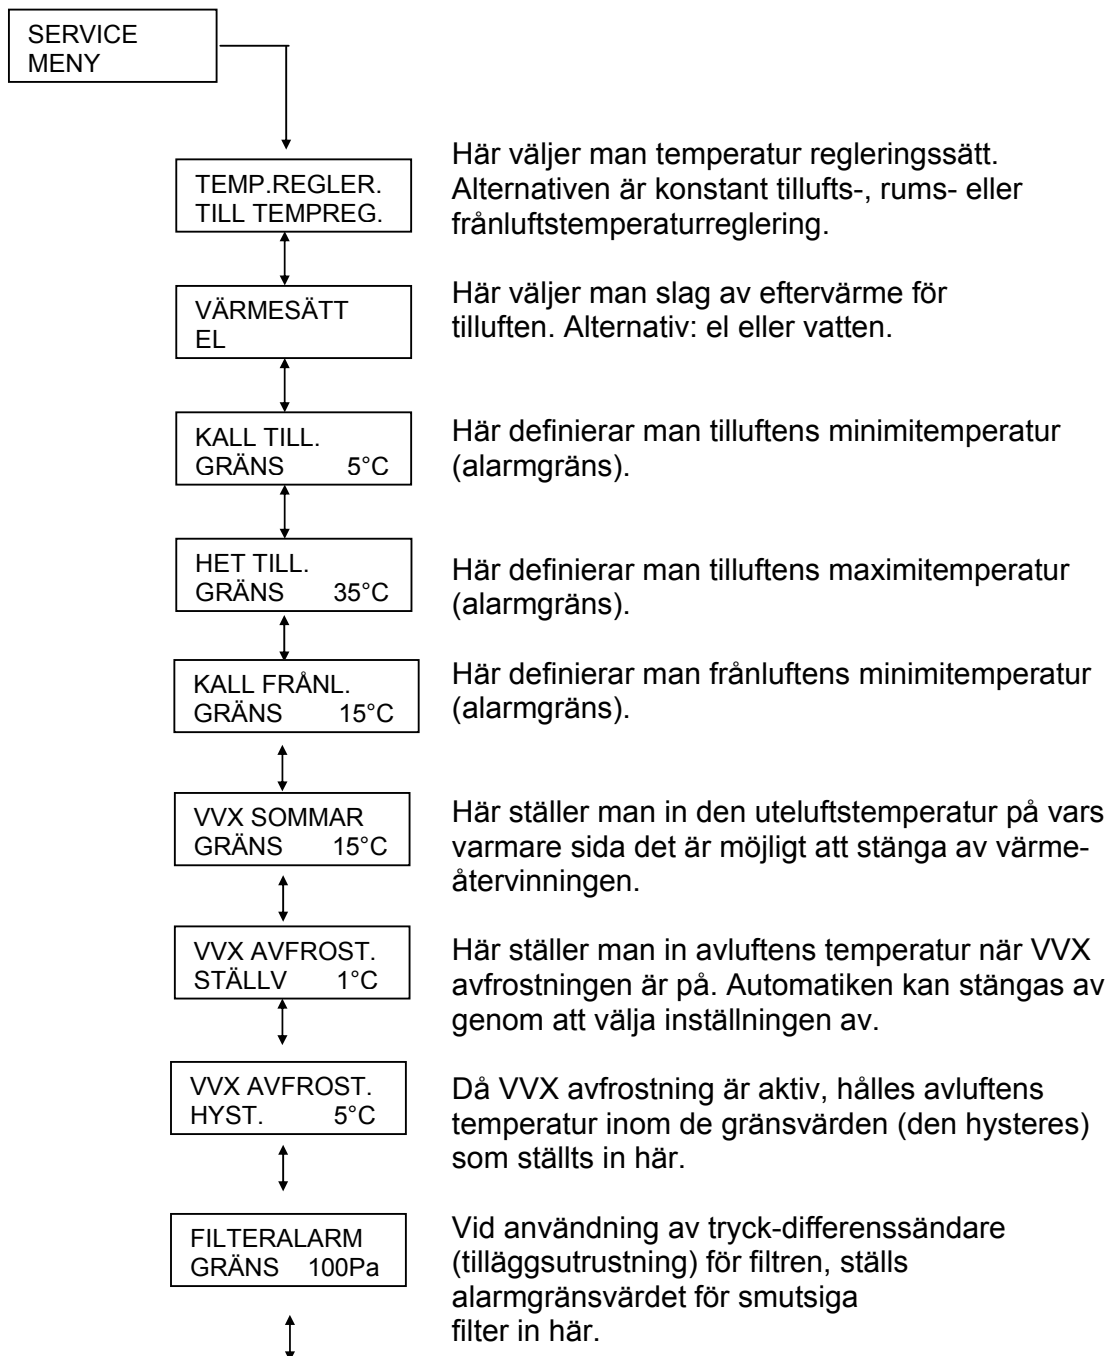 SERVICE
MENY
TEMP.REGLER.
TILL TEMPREG.
Här väljer man temperatur regleringssätt.
Alternativen är konstant tillufts-, rums- eller
frånluftstemperaturreglering.
VÄRMESÄTT
EL
Här väljer man slag av eftervärme för
tilluften. Alternativ: el eller vatten.
KALL TILL.
GRÄNS 5°C
Här definierar man tilluftens minimitemperatur
(alarmgräns).
HET TILL.
GRÄNS 35°C
Här definierar man tilluftens maximitemperatur
(alarmgräns).
KALL FRÅNL.
GRÄNS 15°C
Här definierar man frånluftens minimitemperatur
(alarmgräns).
VVX SOMMAR
GRÄNS 15°C
Här ställer man in den uteluftstemperatur på vars
varmare sida det är möjligt att stänga av värme-
återvinningen.
VVX AVFROST.
STÄLLV 1°C
Här ställer man in avluftens temperatur när VVX
avfrostningen är på. Automatiken kan stängas av
genom att välja inställningen av.
VVX AVFROST.
HYST. 5°C
Då VVX avfrostning är aktiv, hålles avluftens
temperatur inom de gränsvärden (den hysteres)
som ställts in här.
FILTERALARM
GRÄNS 100Pa
Vid användning av tryck-differenssändare
(tilläggsutrustning) för filtren, ställs
alarmgränsvärdet för smutsiga
filter in här.